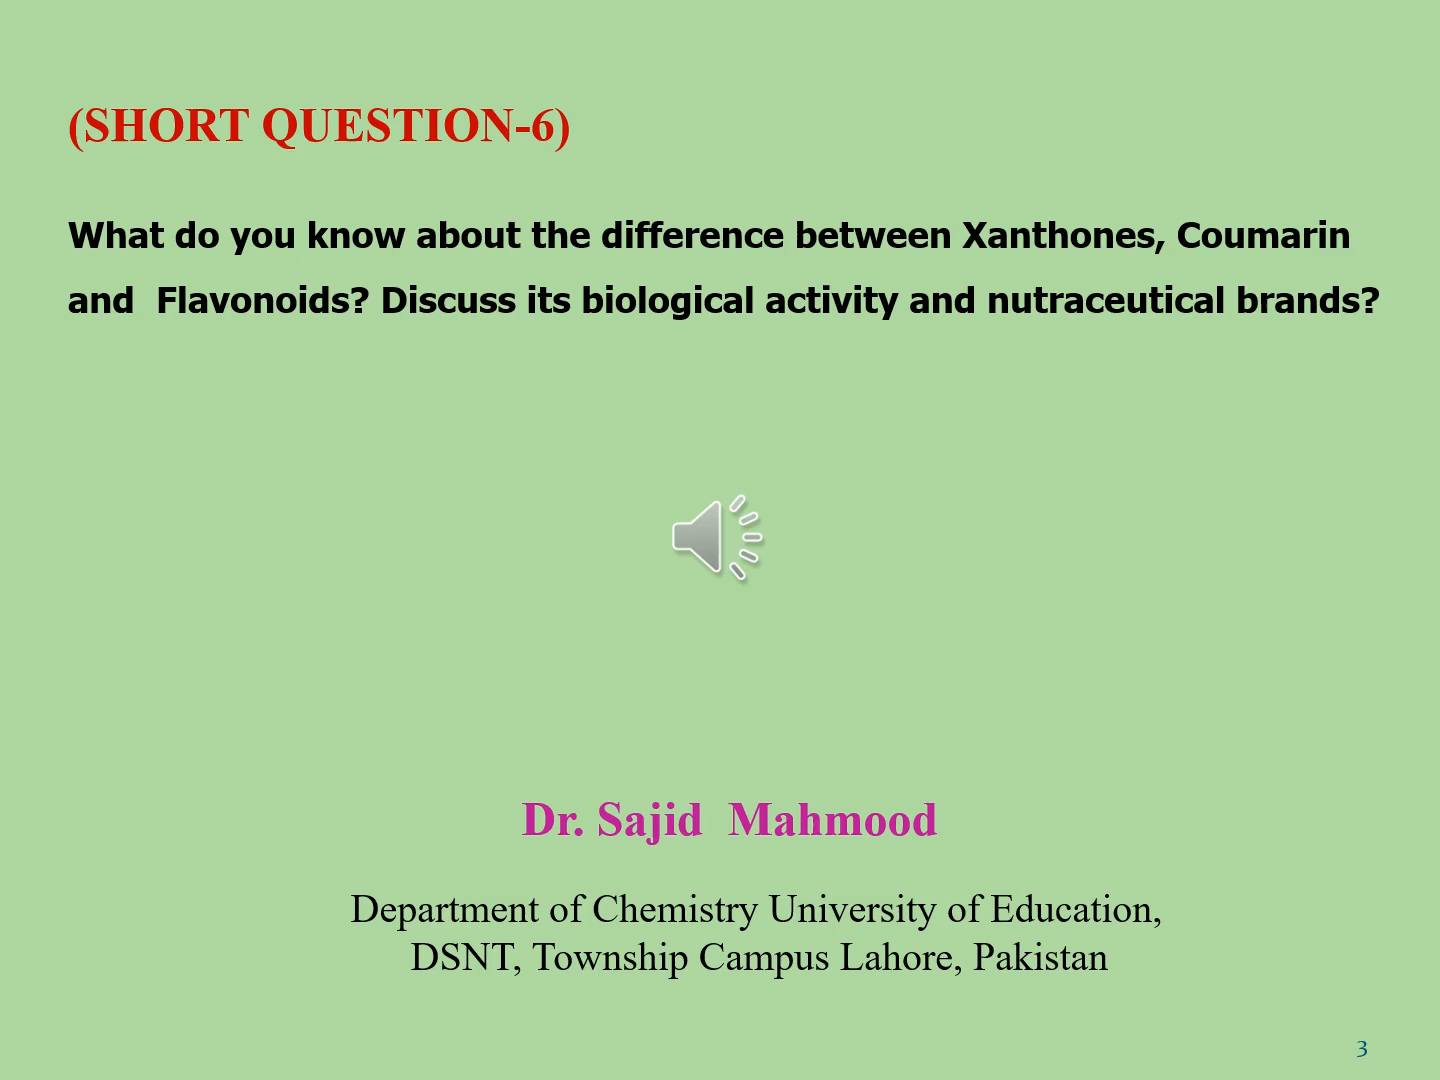 (SHORT QUESTION-6)
What do you know about the difference between Xanthones, Coumarin
and  Flavonoids? Discuss its biological activity and nutraceutical brands?
Dr. Sajid  Mahmood
Department of Chemistry University of Education,
DSNT, Township Campus Lahore, Pakistan
3